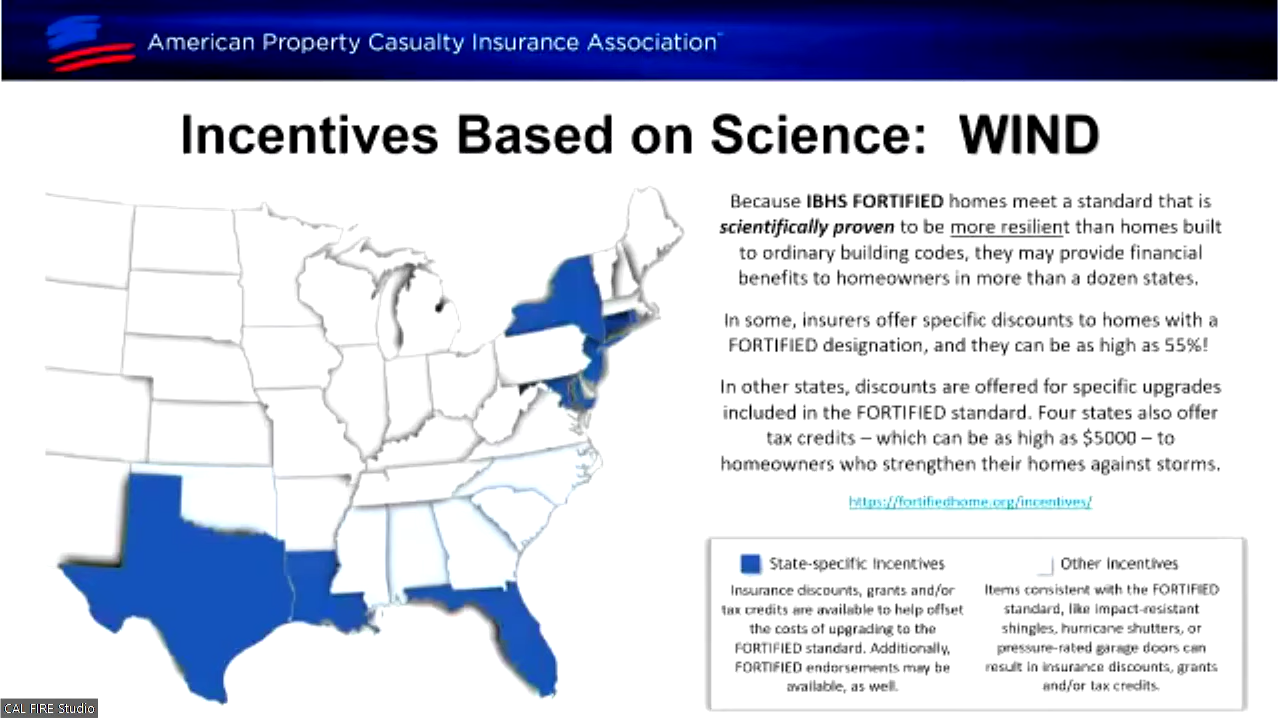 American Property Casualty Insurance Association
Incentives Based on Science: WIND
Because IBHS FORTIFIED homes meet a standard that is
scientifically proven to be more resilient than homes built
to ordinary building codes, they may provide financial
benefits to homeowners in more than a dozen states.
In some, insurers offer specific discounts to homes with a
FORTIFIED designation, and they can be as high as 55%!
In other states, discounts are offered for specific upgrades
included in the FORTIFIED standard. Four states also offer
tax credits – which can be as high as $5000 – to
homeowners who strengthen their homes against storms.
https://fortifiedhome.org/incentives/
State-specific Incentives
Insurance discounts, grants and/or
tax credits are available to help offset
the costs of upgrading to the
FORTIFIED standard. Additionally,
FORTIFIED endorsements may be
available, as well.
Other Incentives
Items consistent with the FORTIFIED
standard, like impact-resistant
shingles, hurricane shutters, or
pressure-rated garage doors can
result in insurance discounts, grants
and/or tax credits.
CAL FIRE Studio